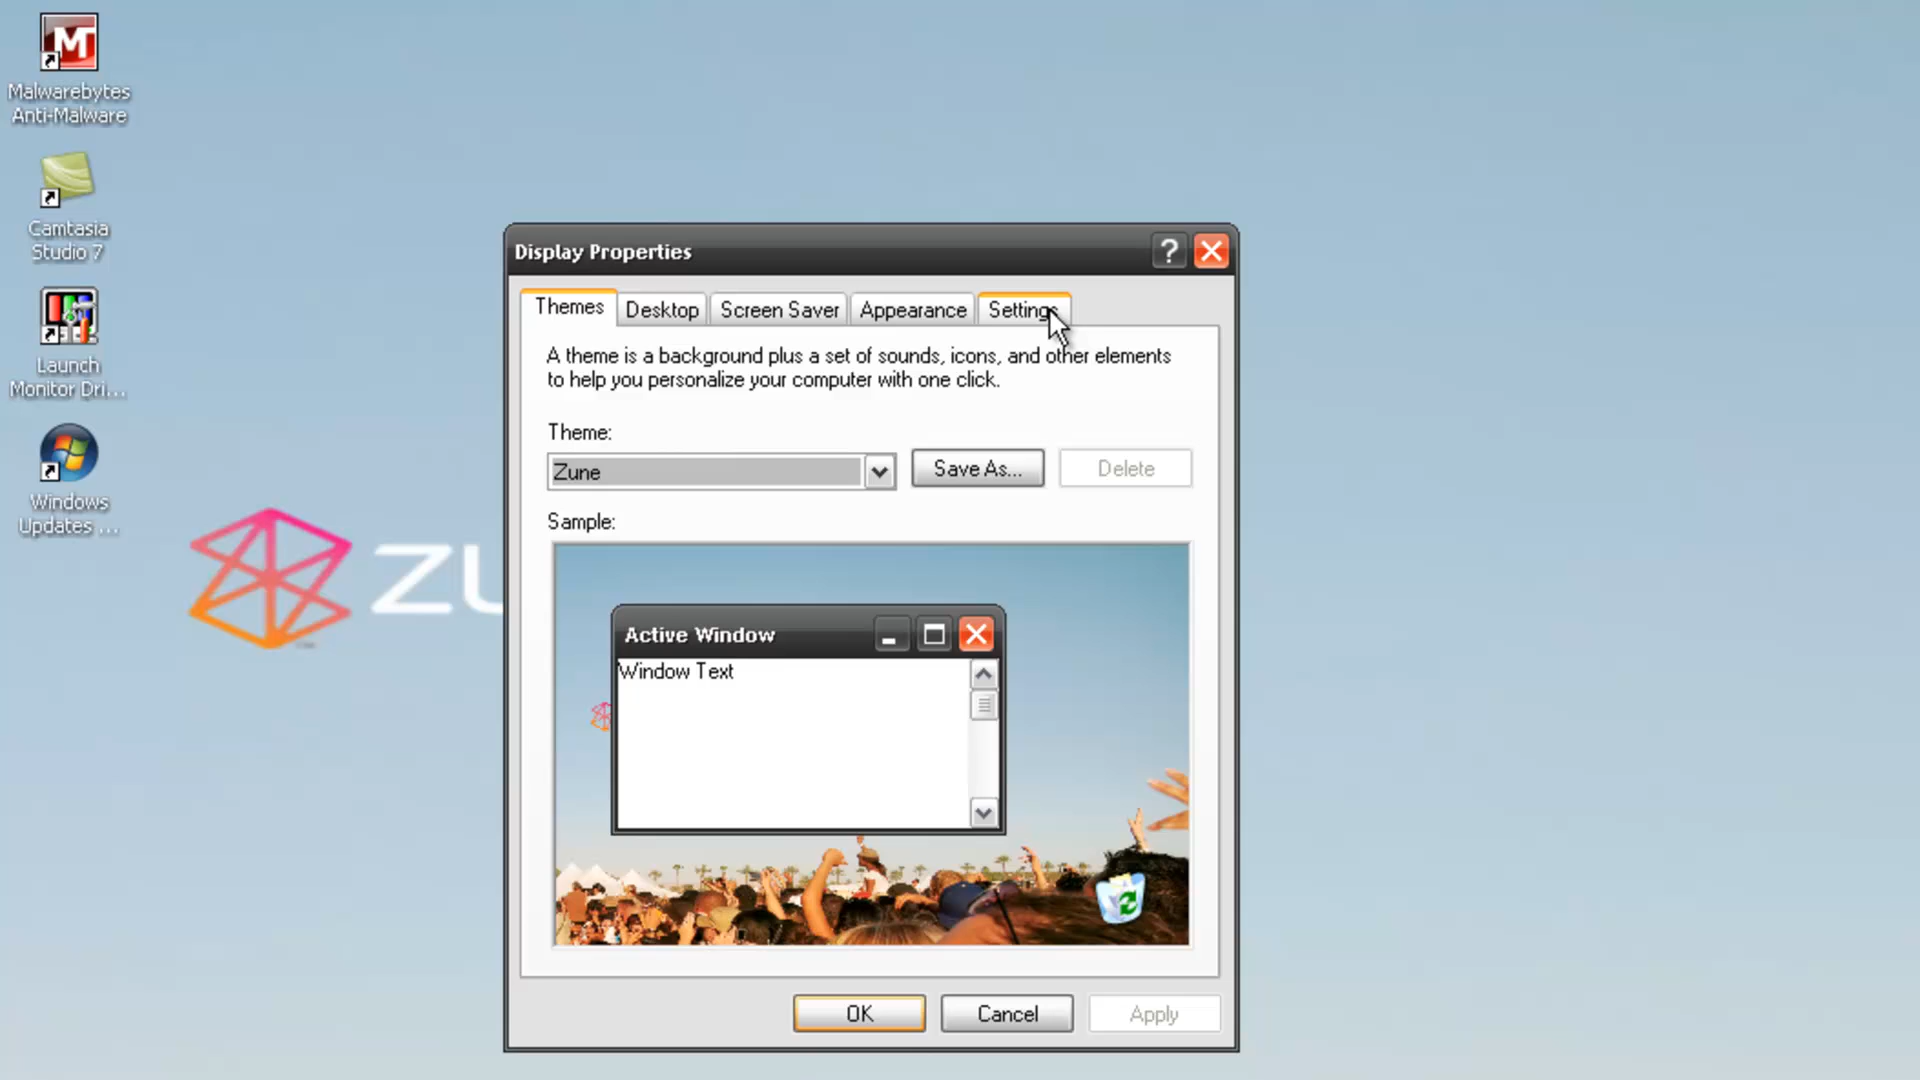 Malwarebytes
Anti-Malware
Camtasia
Studio 7
Launch
Monitor Dri...
Windows
Updates ...
Display Properties
Themes Desktop Screen Saver Appearance Settings
A theme is a background plus a set of sounds, icons, and other elements
to help you personalize your computer with one click.
Theme:
Zune Save As... Delete
Sample:
ZU
Active Window
Window Text
OK Cancel Apply